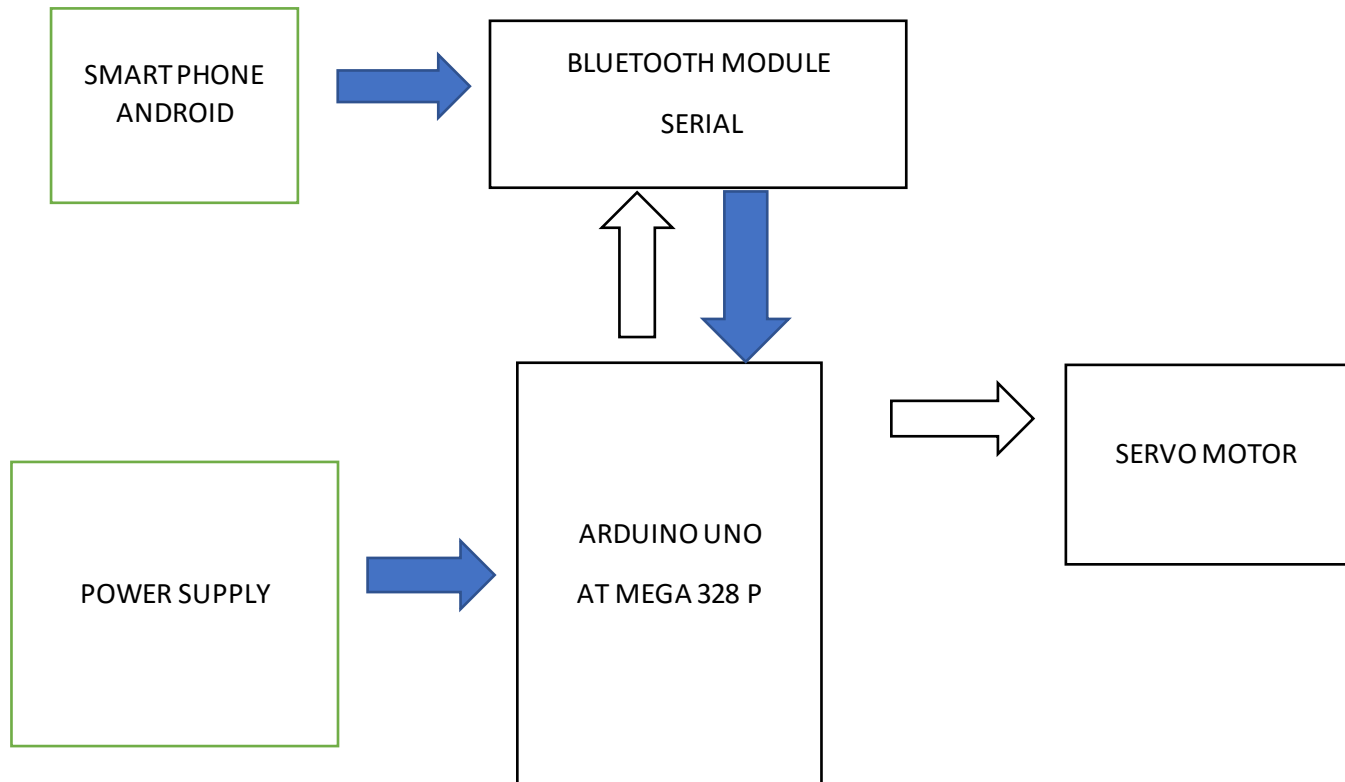 SMART PHONE
ANDROID
BLUETOOTH MODULE
SERIAL
POWER SUPPLY
ARDUINO UNO
AT MEGA 328 P
SERVO MOTOR